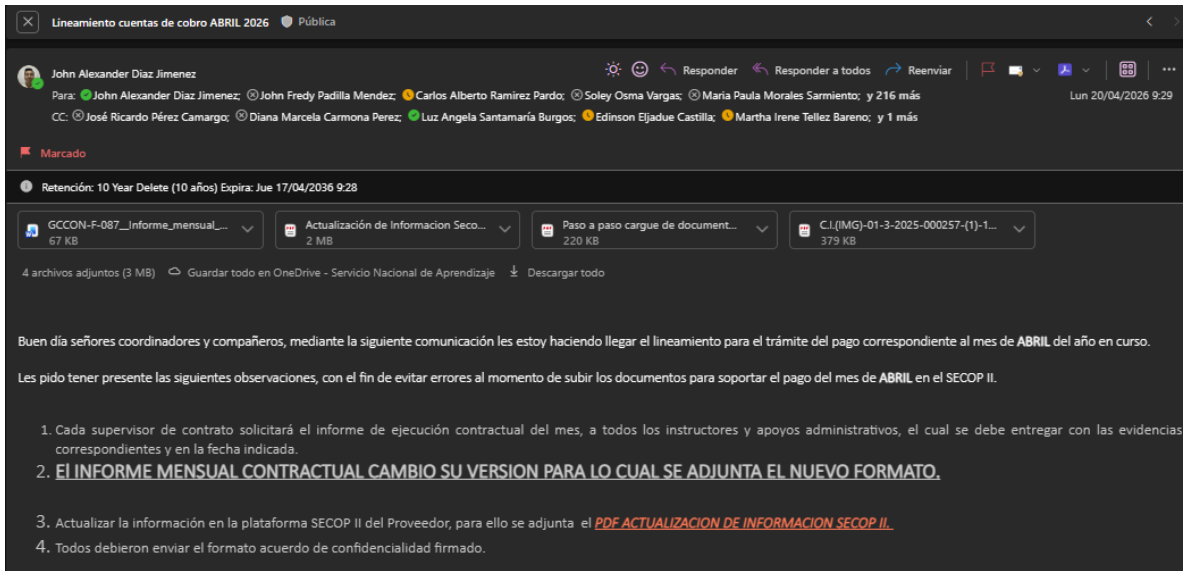 Lineamiento cuentas de cobro ABRIL 2026 Pública
John Alexander Diaz Jimenez
Responder Responder a todos Reenviar
Para: John Alexander Diaz Jimenez; John Fredy Padilla Mendez; Carlos Alberto Ramirez Pardo; Soley Osma Vargas; Maria Paula Morales Sarmiento; y 216 más
Lun 20/04/2026 9:29
CC: José Ricardo Pérez Camargo; Diana Marcela Carmona Perez; Luz Angela Santamaría Burgos; Edinson Eljadue Castilla; Martha Irene Tellez Bareno; y 1 más
Marcado
Retención: 10 Year Delete (10 años) Expira: Jue 17/04/2036 9:28
GCCON-F-087__Informe_mensual_...
67 KB
Actualización de Informacion Seco...
2 MB
Paso a paso cargue de document...
220 KB
C.I.(IMG)-01-3-2025-000257-(1)-1...
379 KB
4 archivos adjuntos (3 MB) Guardar todo en OneDrive - Servicio Nacional de Aprendizaje Descargar todo
Buen día señores coordinadores y compañeros, mediante la siguiente comunicación les estoy haciendo llegar el lineamiento para el trámite del pago correspondiente al mes de ABRIL del año en curso.
Les pido tener presente las siguientes observaciones, con el fin de evitar errores al momento de subir los documentos para soportar el pago del mes de ABRIL en el SECOP II.
1. Cada supervisor de contrato solicitará el informe de ejecución contractual del mes, a todos los instructores y apoyos administrativos, el cual se debe entregar con las evidencias
correspondientes y en la fecha indicada.
2. El INFORME MENSUAL CONTRACTUAL CAMBIO SU VERSION PARA LO CUAL SE ADJUNTA EL NUEVO FORMATO.
3. Actualizar la información en la plataforma SECOP II del Proveedor, para ello se adjunta el PDF ACTUALIZACION DE INFORMACION SECOP II.
4. Todos debieron enviar el formato acuerdo de confidencialidad firmado.